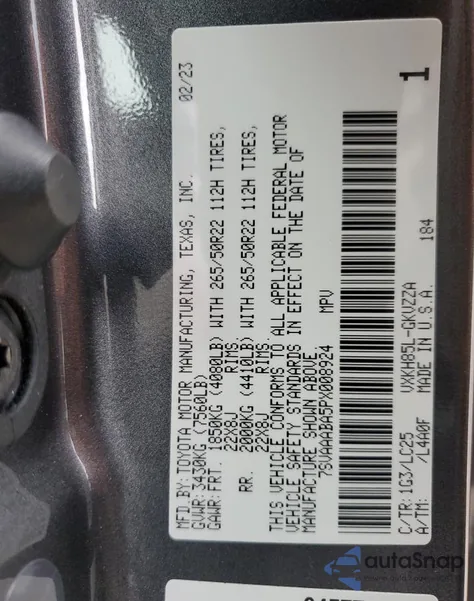 MFD BY:TOYOTA MOTOR MANUFACTURING, TEXAS, INC. 02/23
GVWR:3430KG(7560LB)
GAWR:FRT. 1850KG (4080LB) WITH 265/50R22 112H TIRES,
22X8J RIMS.
RR. 2000KG (4410LB) WITH 265/50R22 112H TIRES,
22X8J RIMS.
THIS VEHICLE CONFORMS TO ALL APPLICABLE FEDERAL MOTOR
VEHICLE SAFETY STANDARDS IN EFFECT ON THE DATE OF
MANUFACTURE SHOWN ABOVE.
7SVAAABA5PX008924 MPV
1
184
C/TR:1G3/LC25 VXKH85L-GKVZZA
A/TM: /L4A0F MADE IN U.S.A.
autoSnap